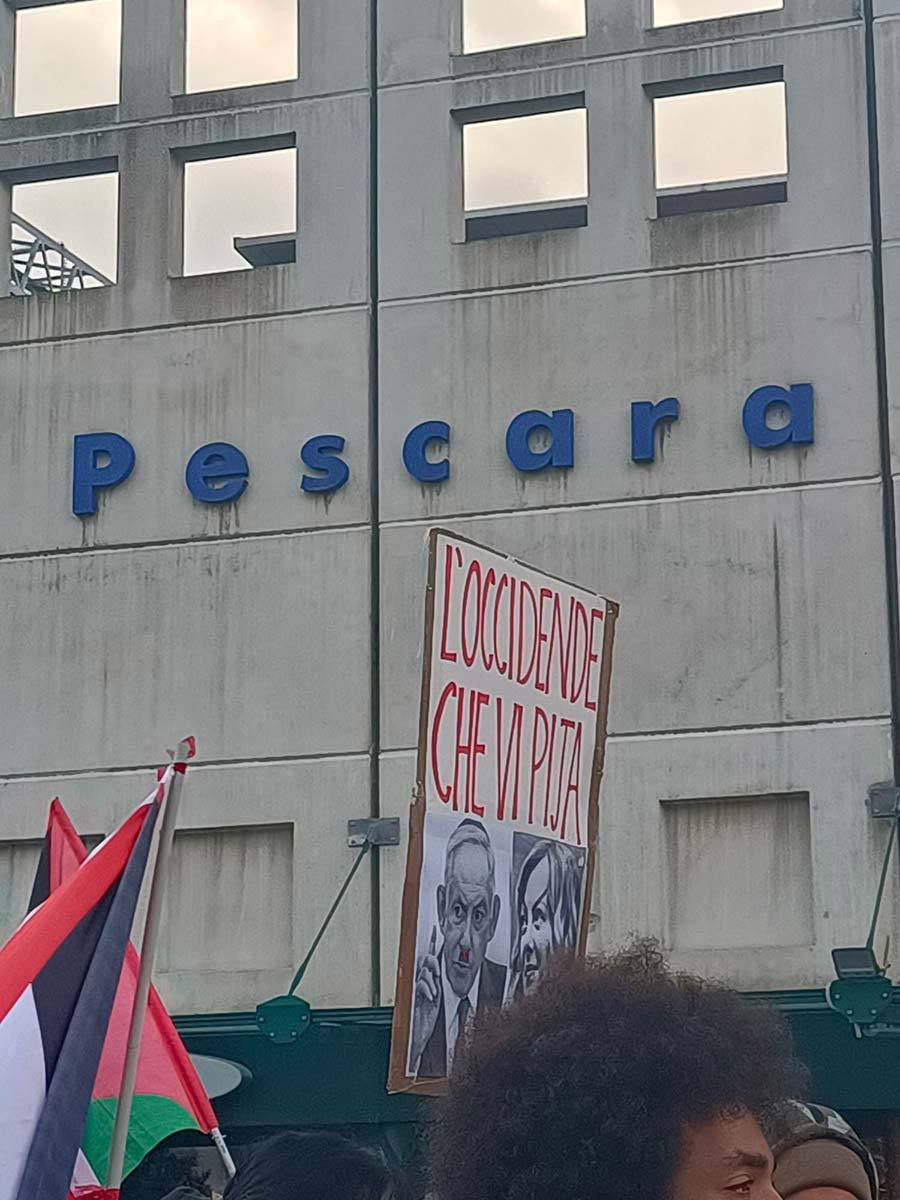 Pescara
L'OCCIDENDE
CHE VI PIJA